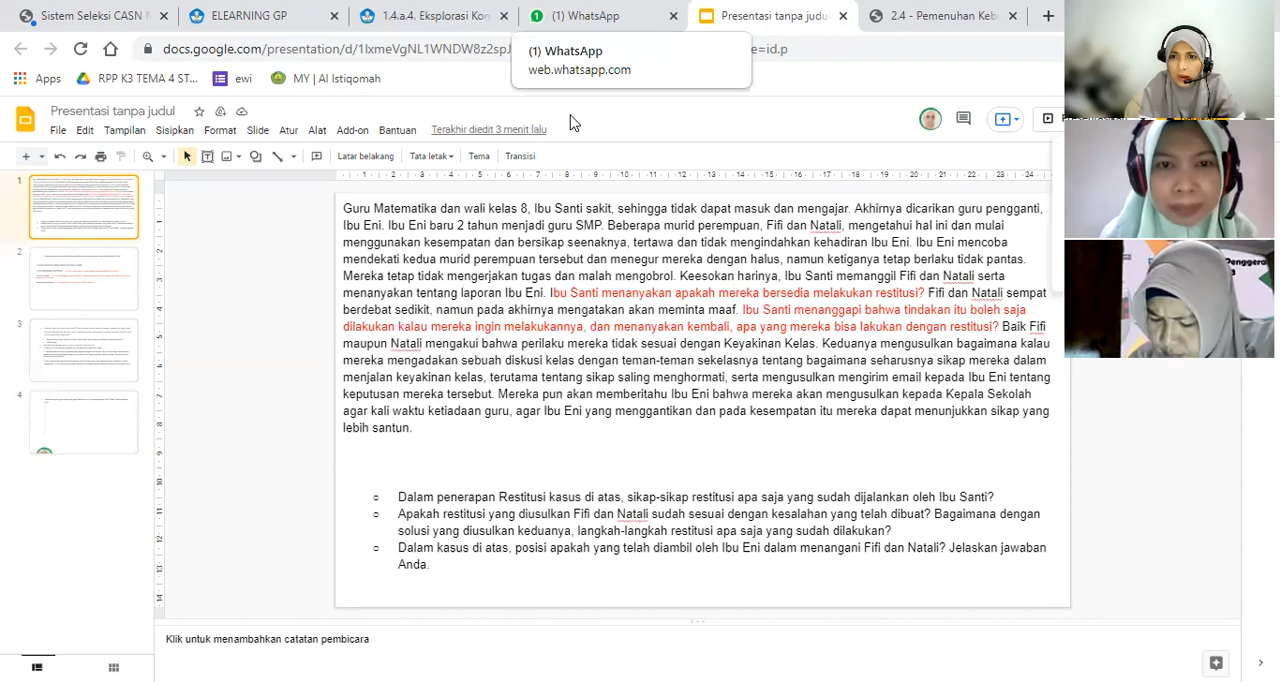 Sistem Seleksi CASN N
ELEARNING GP
1.4.a.4. Eksplorasi Kon
(1) WhatsApp
Presentasi tanpa judul
2.4 - Pemenuhan Keb
docs.google.com/presentation/d/1lxmeVgNL1WNDW8z2spJ
=id.p
(1) WhatsApp
web.whatsapp.com
Apps
RPP K3 TEMA 4 ST...
ewi
MY | Al Istiqomah
Presentasi tanpa judul
File Edit Tampilan Sisipkan Format Slide Atur Alat Add-on Bantuan Terakhir diedit 3 menit lalu
Latar belakang Tata letak Tema Transisi
Guru Matematika dan Wali Kelas 8, Ibu Santi sakit, sehingga tidak dapat masuk dan mengajar. Akhirnya dicarikan guru pengganti,
Ibu Eni. Ibu Eni baru 2 tahun menjadi guru SMP. Beberapa murid perempuan, Fifi dan Natali, mengetahui hal ini dan mulai
menggunakan kesempatan dan bersikap seenaknya, tertawa dan tidak mengindahkan kehadiran Ibu Eni. Ibu Eni mencoba
mendekati kedua murid perempuan tersebut dan menegur mereka dengan halus, namun ketiganya tetap berlaku tidak pantas.
Mereka tetap tidak mengerjakan tugas dan malah mengobrol. Keesokan harinya, Ibu Santi memanggil Fifi dan Natali serta
menanyakan tentang laporan Ibu Eni. Ibu Santi menanyakan apakah mereka bersedia melakukan restitusi? Fifi dan Natali sempat
berdebat sedikit, namun pada akhirnya mengatakan akan meminta maaf. Ibu Santi menanggapi bahwa tindakan itu boleh saja
dilakukan kalau mereka ingin melakukannya, dan menanyakan kembali, apa yang mereka bisa lakukan dengan restitusi? Baik Fifi
maupun Natali mengakui bahwa perilaku mereka tidak sesuai dengan Keyakinan Kelas. Keduanya mengusulkan bagaimana kalau
mereka mengadakan sebuah diskusi kelas dengan teman-teman sekelasnya tentang bagaimana seharusnya sikap mereka dalam
menjalan keyakinan kelas, terutama tentang sikap saling menghormati, serta mengusulkan mengirim email kepada Ibu Eni tentang
keputusan mereka tersebut. Mereka pun akan memberitahu Ibu Eni bahwa mereka akan mengusulkan kepada Kepala Sekolah
agar kali waktu ketiadaan guru, agar Ibu Eni yang menggantikan dan pada kesempatan itu mereka dapat menunjukkan sikap yang
lebih santun.
Dalam penerapan Restitusi kasus di atas, sikap-sikap restitusi apa saja yang sudah dijalankan oleh Ibu Santi?
Apakah restitusi yang diusulkan Fifi dan Natali sudah sesuai dengan kesalahan yang telah dibuat? Bagaimana dengan
solusi yang diusulkan keduanya, langkah-langkah restitusi apa saja yang sudah dilakukan?
Dalam kasus di atas, posisi apakah yang telah diambil oleh Ibu Eni dalam menangani Fifi dan Natali? Jelaskan jawaban
Anda.
Klik untuk menambahkan catatan pembicara
1
2
3
4